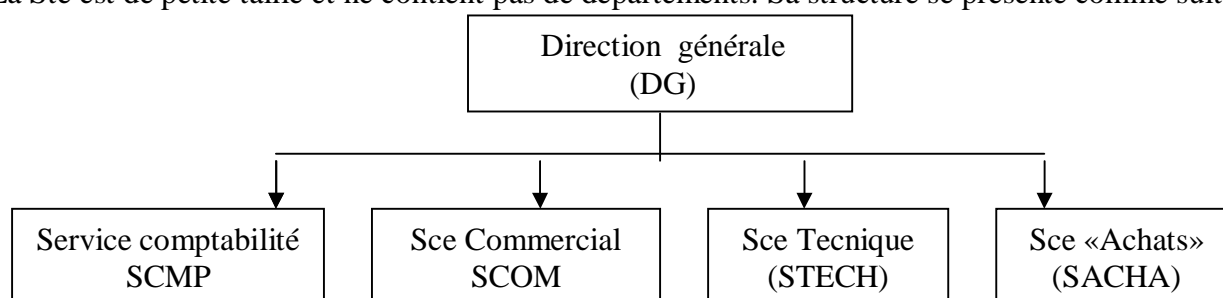 La Sté est de petite taille et ne contient pas de départements. Sa structure se présente comme suit
Direction générale
(DG)
Service comptabilité
SCMP
Sce Commercial
SCOM
Sce Tecnique
(STECH)
Sce «Achats»
(SACHA)